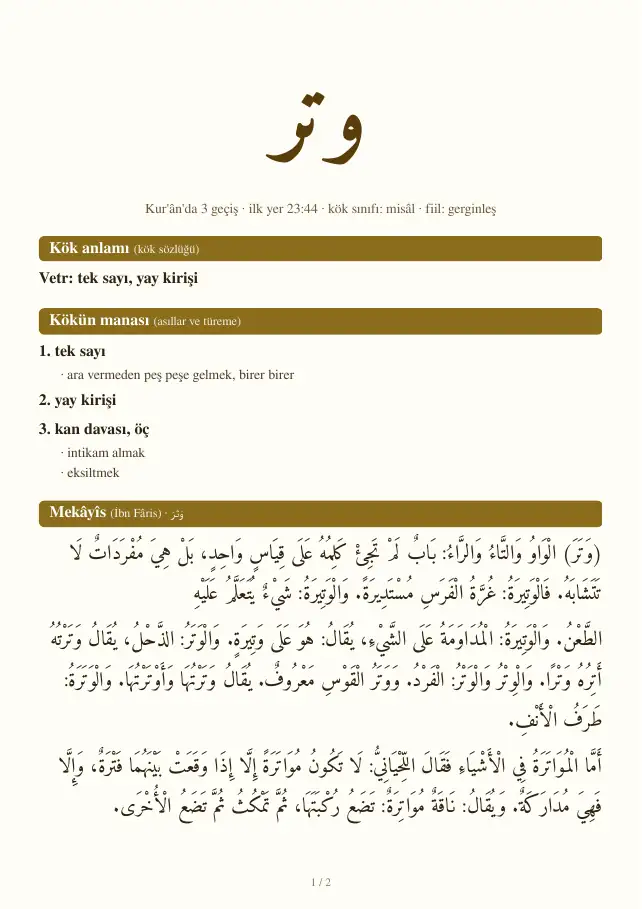 و ت ر
Kur'ân'da 3 geçiş · ilk yer 23:44 · kök sınıfı: misâl · fiil: gerginleş
Kök anlamı (kök sözlüğü)
Vetr: tek sayı, yay kirişi
Kökün manası (asıllar ve türeme)
1. tek sayı
· ara vermeden peş peşe gelmek, birer birer
2. yay kirişi
3. kan davası, öç
· intikam almak
· eksiltmek
Mekâyîs (İbn Fâris) · وَتَرَ
(وَتَرَ) الْوَاوُ وَالتَّاءُ وَالرَّاءُ: بَابٌ لَمْ تَجِئْ كَلِمُهُ عَلَى قِيَاسٍ وَاحِدٍ، بَلْ هِيَ مُفْرَدَاتٌ لَا
تَتَشَابَهُ. فَالْوَتِيرَةُ: غُرَّةُ الْفَرَسِ مُسْتَدِيرَةً. وَالْوَتِيرَةُ: شَيْءٌ يُتَعَلَّمُ عَلَيْهِ
الطَّعْنُ. وَالْوَتِيرَةُ: الْمُدَاوَمَةُ عَلَى الشَّيْءِ، يُقَالُ: هُوَ عَلَى وَتِيرَةٍ. وَالْوَتَرُ: الذَّحْلُ، يُقَالُ وَتَرْتُهُ
أَتِرُهُ وَتْرًا. وَالْوِتْرُ وَالْوَتْرُ: الْفَرْدُ. وَوَتَرُ الْقَوْسِ مَعْرُوفٌ. يُقَالُ وَتَرْتُهَا وَأَوْتَرْتُهَا. وَالْوَتَرَةُ:
طَرَفُ الْأَنْفِ.
أَمَّا الْمُوَاتَرَةُ فِي الْأَشْيَاءِ فَقَالَ اللِّحْيَانِيُّ: لَا تَكُونُ مُوَاتَرَةً إِلَّا إِذَا وَقَعَتْ بَيْنَهُمَا فَتْرَةٌ، وَإِلَّا
فَهِيَ مُدَارَكَةٌ. وَيُقَالُ: نَاقَةٌ مُوَاتِرَةٌ: تَضَعُ رُكْبَتَهَا، ثُمَّ تَمْكُثُ ثُمَّ تَضَعُ الْأُخْرَى.
1 / 2